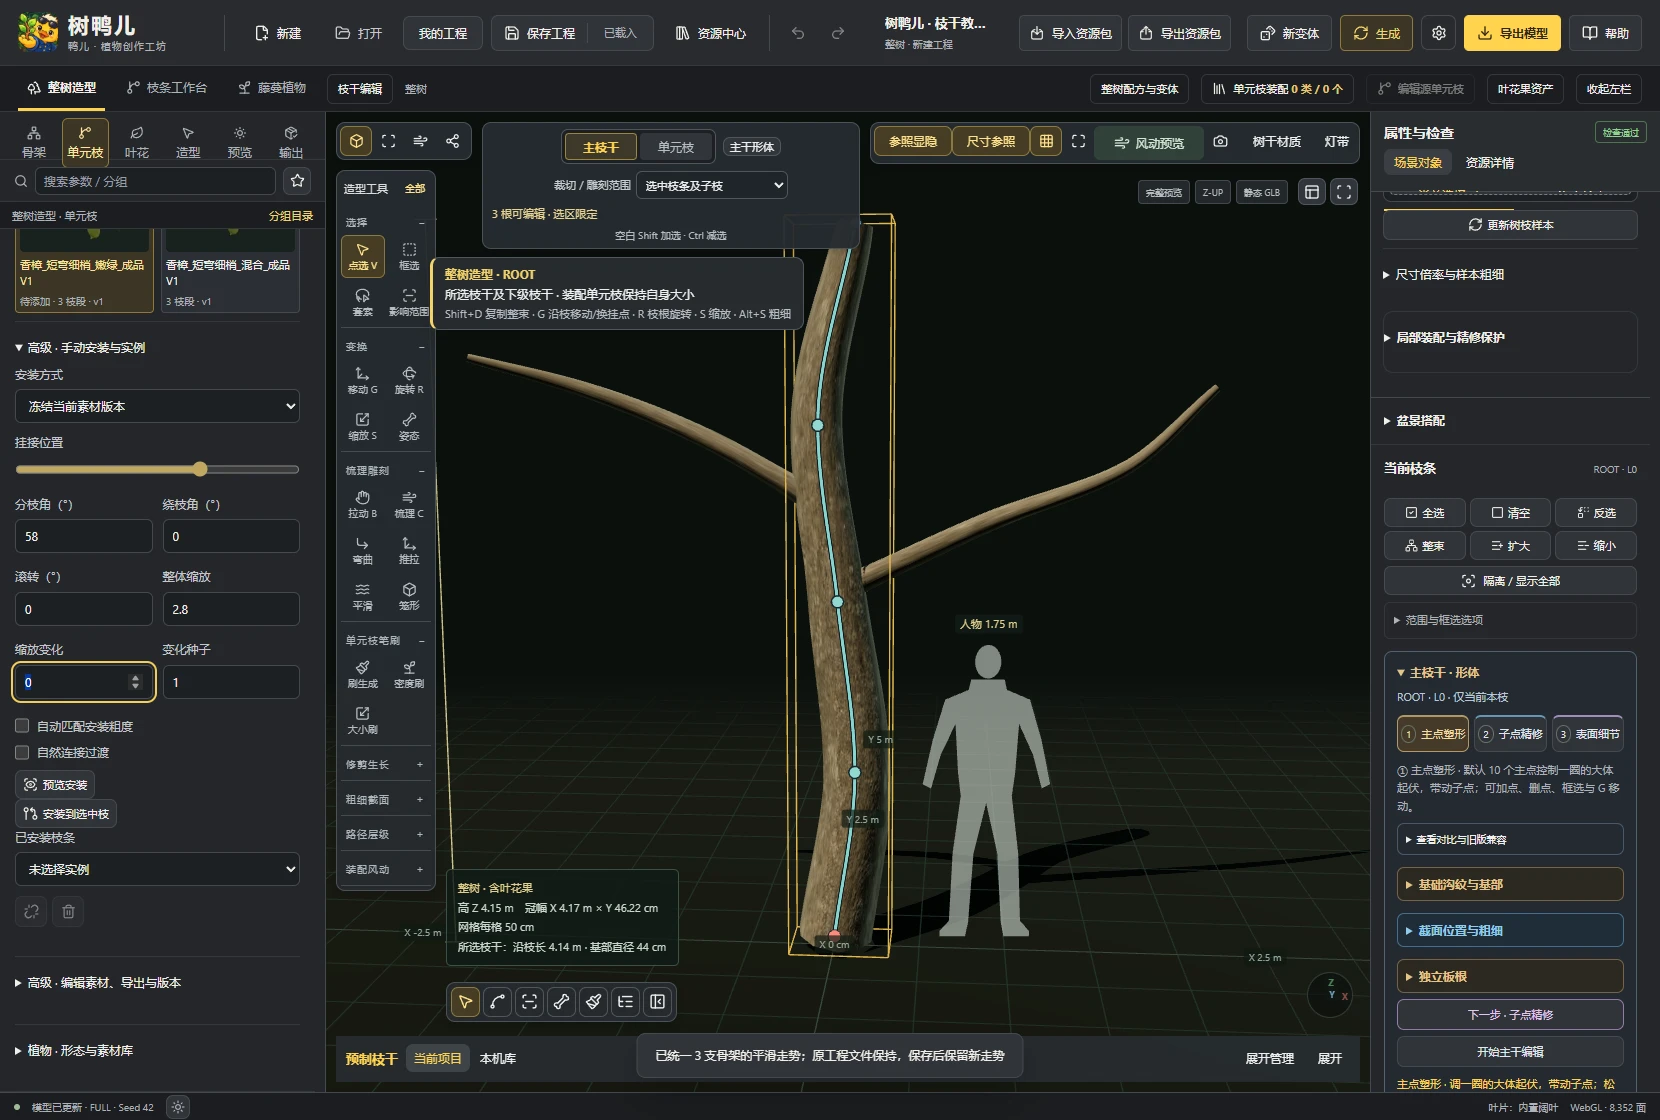 树鸭儿
鸭儿 · 植物创作工坊
新建
打开
我的工程
保存工程
已载入
资源中心
树鸭儿 · 枝干教...
整树 · 新建工程
导入资源包
导出资源包
新变体
生成
导出模型
帮助
整树造型
枝条工作台
藤蔓植物
枝干编辑
整树
整树配方与变体
单元枝装配 0 类 / 0 个
编辑源单元枝
叶花果资产
收起左栏
骨架
单元枝
叶花
造型
预览
输出
搜索参数 / 分组
整树造型 · 单元枝
分组目录
香樟_短弯细梢_嫩绿_成品 V1
待添加 · 3 枝段 · v1
香樟_短弯细梢_混合_成品 V1
3 枝段 · v1
▼ 高级 · 手动安装与实例
安装方式
冻结当前素材版本
挂接位置
分枝角（°）
绕枝角（°）
58
0
滚转（°）
整体缩放
0
2.8
缩放变化
变化种子
0
1
自动匹配安装粗度
自然连接过渡
预览安装
安装到选中枝
已安装枝条
未选择实例
▶ 高级 · 编辑素材、导出与版本
▶ 植物 · 形态与素材库
模型已更新 · FULL · Seed 42
造型工具
全部
选择
−
点选 V
框选
套索
影响范围
变换
−
移动 G
旋转 R
缩放 S
姿态
梳理雕刻
−
拉动 B
梳理 C
弯曲
推拉
平滑
笼形
单元枝笔刷
−
刷生成
密度刷
大小刷
修剪生长
+
粗细截面
+
路径层级
+
装配风动
+
主枝干
单元枝
主干形体
裁切 / 雕刻范围
选中枝条及子枝
3 根可编辑 · 选区限定
空白 Shift 加选 · Ctrl 减选
整树造型 · ROOT
所选枝干及下级枝干 · 装配单元枝保持自身大小
Shift+D 复制整束 · G 沿枝移动/换挂点 · R 枝根旋转 · S 缩放 · Alt+S 粗细
参照显隐
尺寸参照
风动预览
树干材质
灯带
完整预览
Z-UP
静态 GLB
人物 1.75 m
Y 5 m
Y 2.5 m
X 0 cm
X -2.5 m
X 2.5 m
Z
Y
X
整树 · 含叶花果
高 Z 4.15 m 冠幅 X 4.17 m × Y 46.22 cm
网格每格 50 cm
所选枝干：沿枝长 4.14 m · 基部直径 44 cm
预制枝干
当前项目
本机库
已统一 3 支骨架的平滑走势；原工程文件保持，保存后保留新走势
展开管理
展开
属性与检查
检查通过
场景对象
资源详情
更新树枝样本
▶ 尺寸倍率与样本粗细
▶ 局部装配与精修保护
▶ 盆景搭配
当前枝条
ROOT · L0
全选
清空
反选
整束
扩大
缩小
隔离 / 显示全部
▶ 范围与框选选项
▼ 主枝干 · 形体
ROOT · L0 · 仅当前本枝
1 主点塑形
2 子点精修
3 表面细节
① 主点塑形 · 默认 10 个主点控制一圈的大体
起伏，带动子点；可加点、删点、框选与 G 移
动。
▶ 查看对比与旧版兼容
▶ 基础沟纹与基部
▶ 截面位置与粗细
▶ 独立板根
下一步 · 子点精修
开始主干编辑
主点塑形 · 调一圈的大体起伏，带动子点；松
叶片：内置阔叶
WebGL · 8,352 面